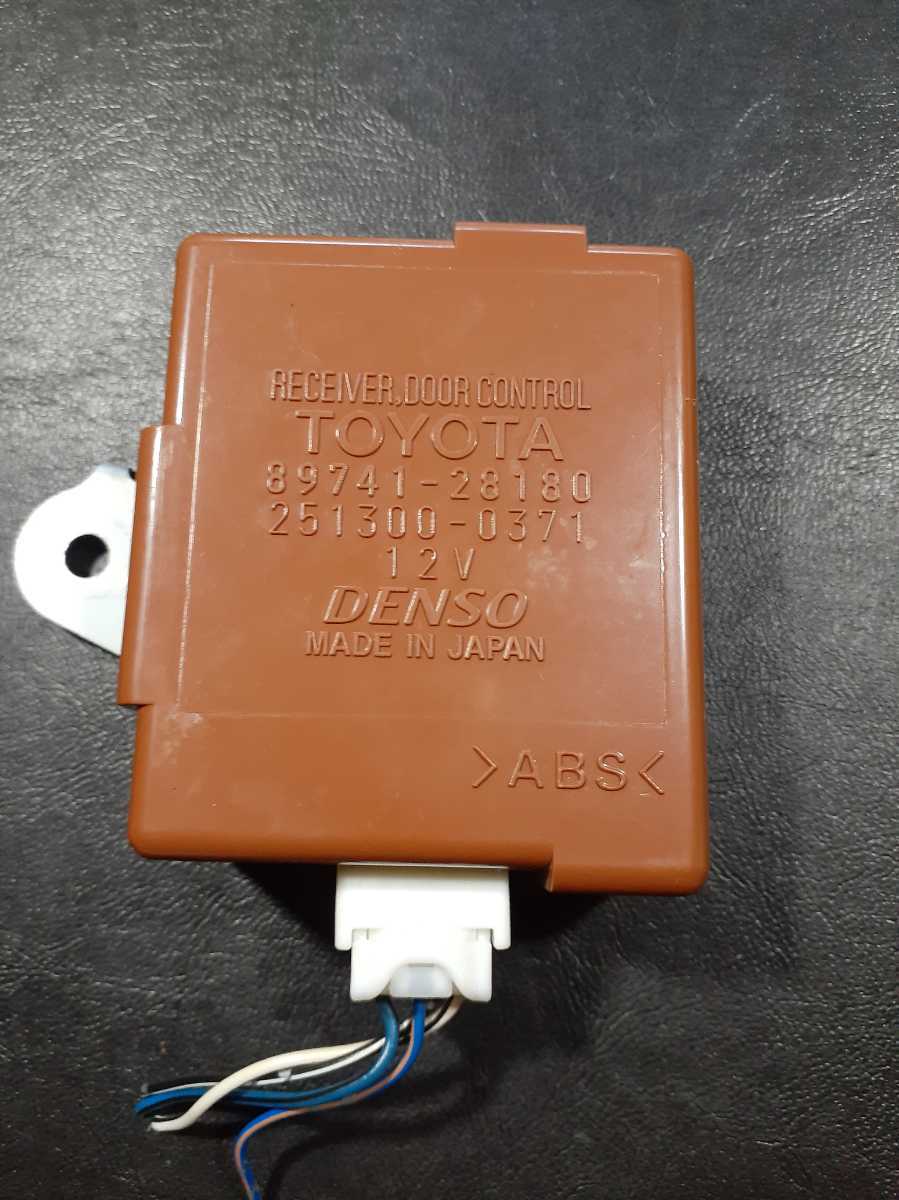 RECEIVER,DOOR CONTROL
TOYOTA
89741-28180
251300-0371
12V
DENSO
MADE IN JAPAN
>ABS<